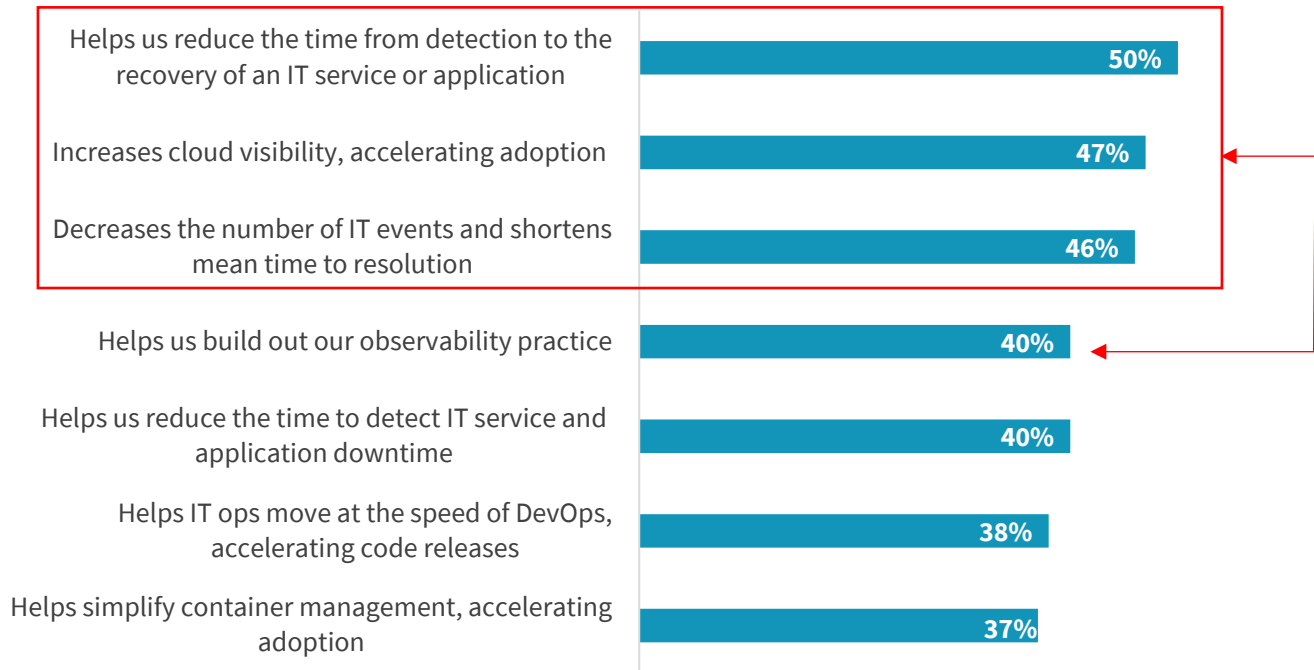 Helps us reduce the time from detection to the
recovery of an IT service or application
50%
Increases cloud visibility, accelerating adoption
47%
Decreases the number of IT events and shortens
mean time to resolution
46%
Helps us build out our observability practice
40%
Helps us reduce the time to detect IT service and
application downtime
40%
Helps IT ops move at the speed of DevOps,
accelerating code releases
38%
Helps simplify container management, accelerating
adoption
37%